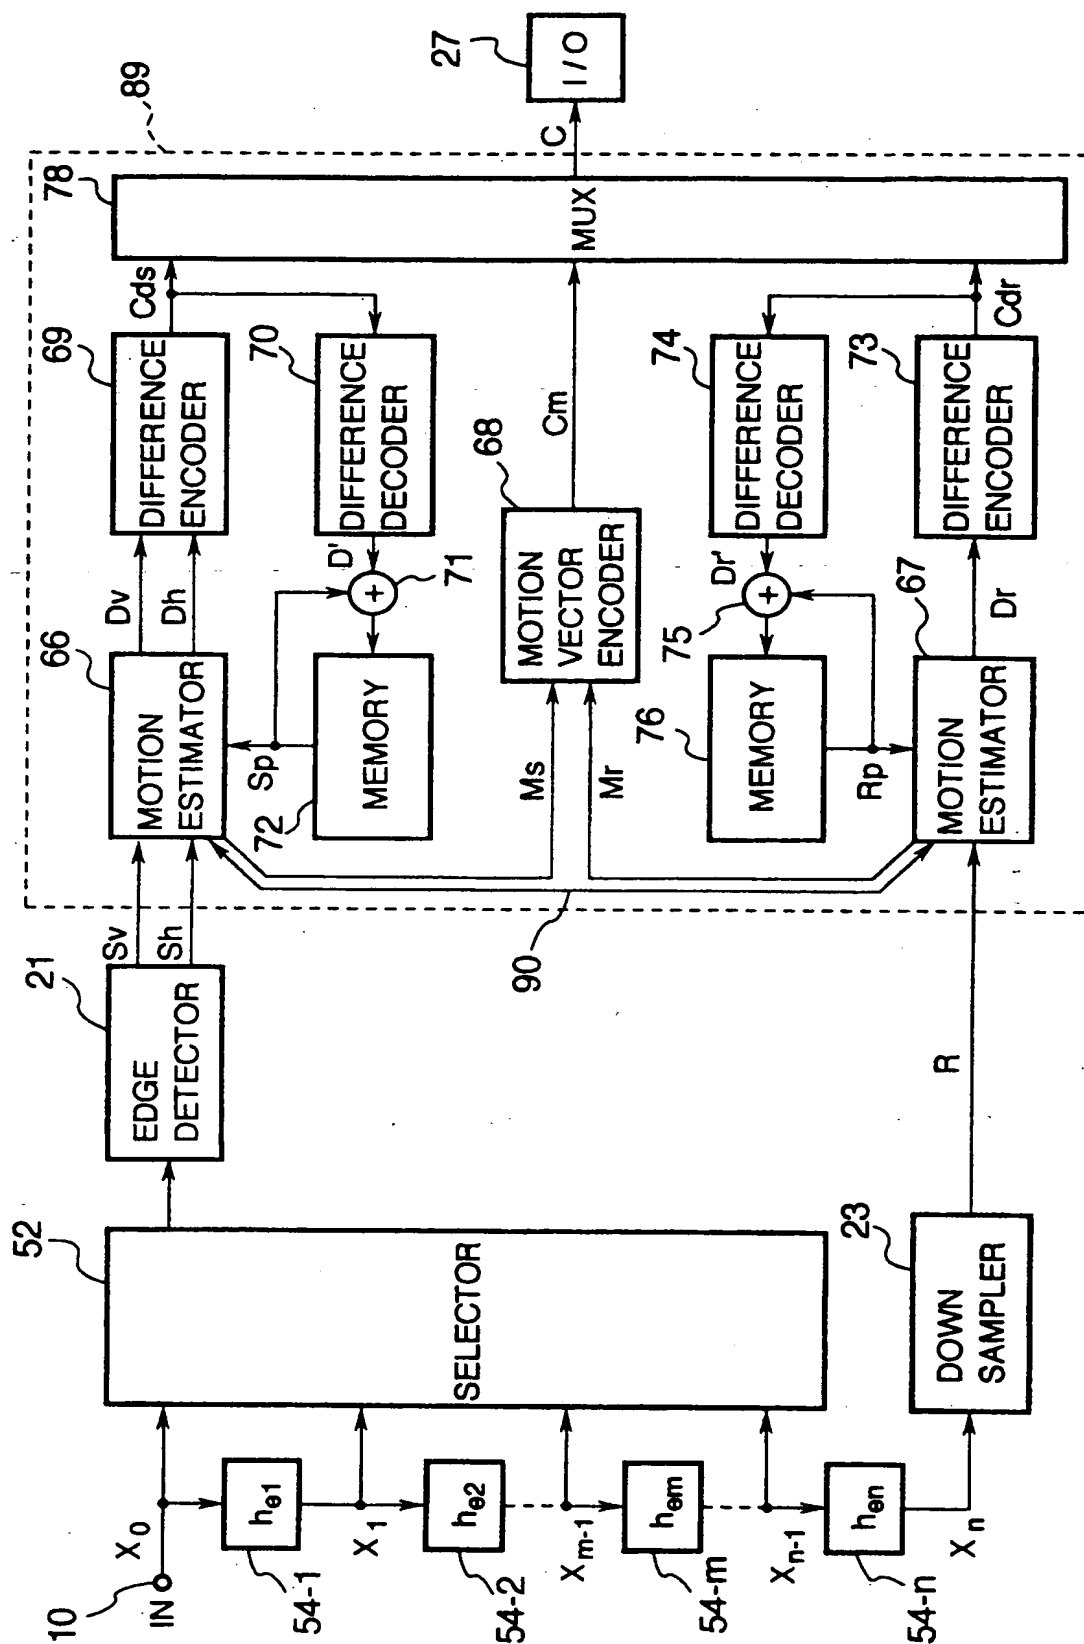 10
IN
X0
54-1
he1
X1
54-2
he2
Xm-1
54-m
hem
Xn-1
54-n
hen
Xn
52
SELECTOR
23
DOWN
SAMPLER
R
21
EDGE
DETECTOR
Sv
Sh
90
66
MOTION
ESTIMATOR
Dv
Dh
Sp
72
MEMORY
D'
+
71
69
DIFFERENCE
ENCODER
Cds
70
DIFFERENCE
DECODER
Ms
Mr
68
MOTION
VECTOR
ENCODER
Cm
76
MEMORY
Rp
75
+
Dr'
74
DIFFERENCE
DECODER
67
MOTION
ESTIMATOR
Dr
73
DIFFERENCE
ENCODER
Cdr
78
MUX
89
C
27
I/O